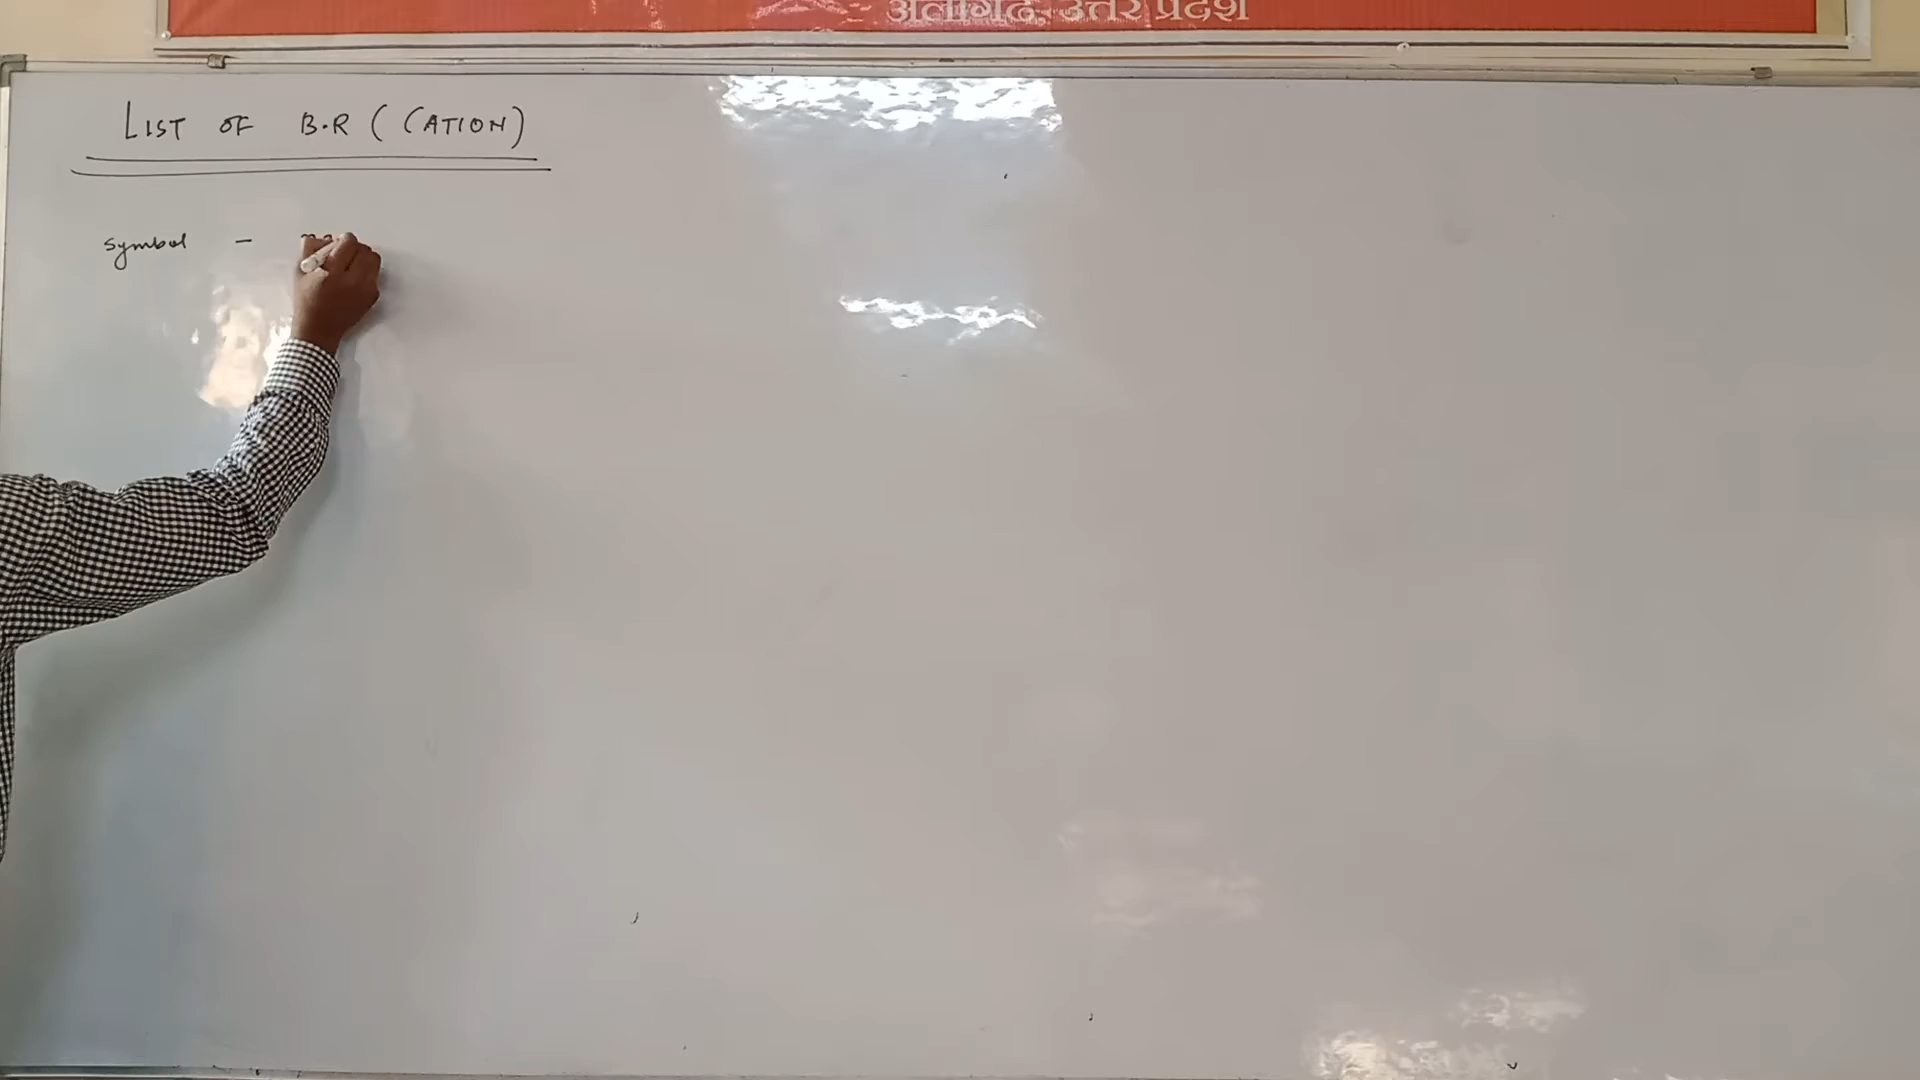 अलीगढ़, उत्तर प्रदेश
LIST OF B.R (CATION)
Symbol -